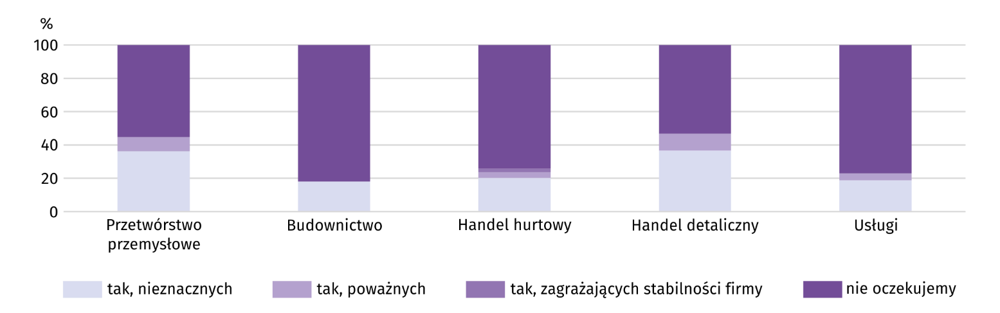 %
100
80
60
40
20
0
Przetwórstwo
przemysłowe
Budownictwo
Handel hurtowy
Handel detaliczny
Usługi
tak, nieznacznych
tak, poważnych
tak, zagrażających stabilności firmy
nie oczekujemy